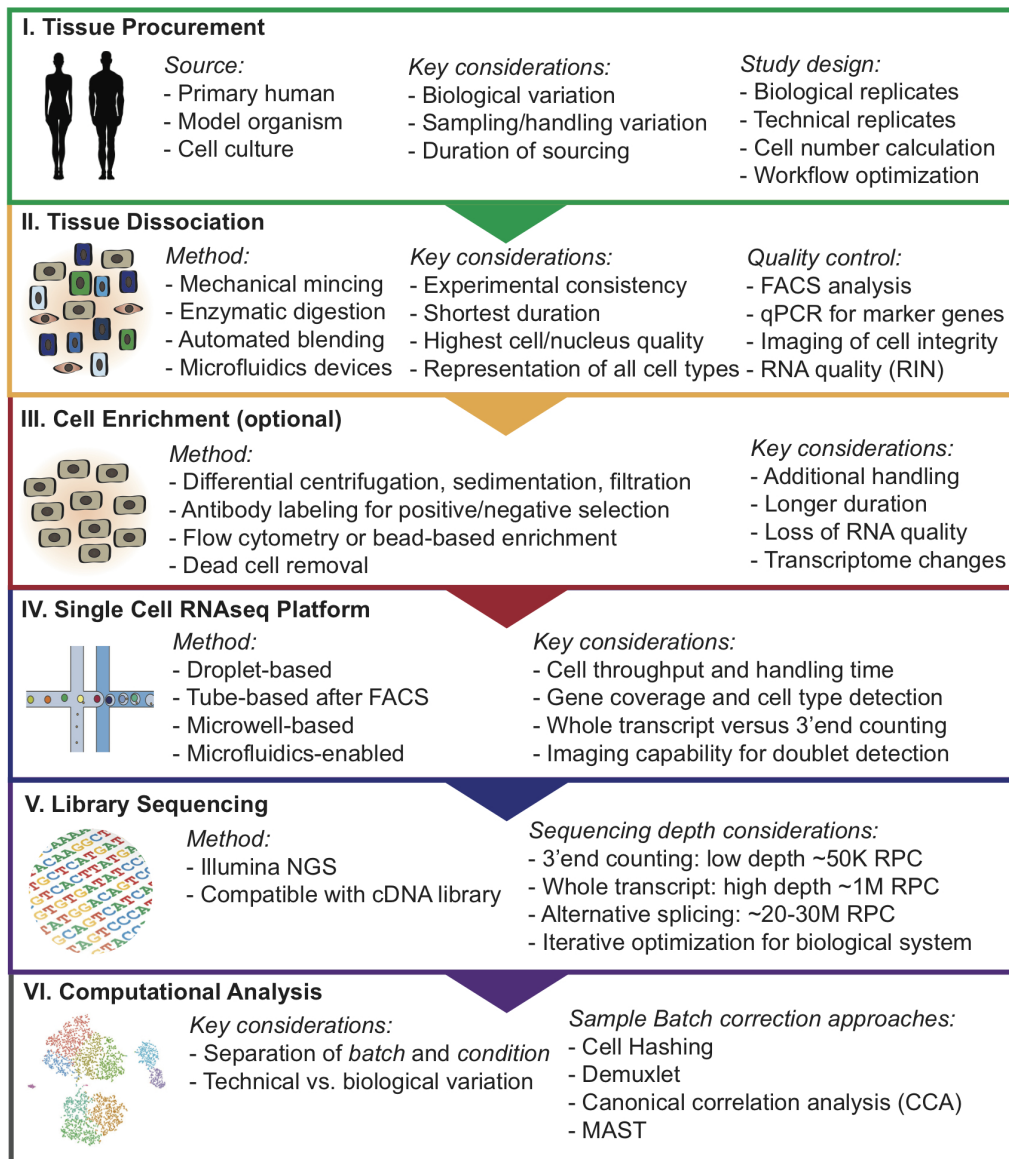 I. Tissue Procurement
Source:
- Primary human
- Model organism
- Cell culture
Key considerations:
- Biological variation
- Sampling/handling variation
- Duration of sourcing
Study design:
- Biological replicates
- Technical replicates
- Cell number calculation
- Workflow optimization
II. Tissue Dissociation
Method:
- Mechanical mincing
- Enzymatic digestion
- Automated blending
- Microfluidics devices
Key considerations:
- Experimental consistency
- Shortest duration
- Highest cell/nucleus quality
- Representation of all cell types
Quality control:
- FACS analysis
- qPCR for marker genes
- Imaging of cell integrity
- RNA quality (RIN)
III. Cell Enrichment (optional)
Method:
- Differential centrifugation, sedimentation, filtration
- Antibody labeling for positive/negative selection
- Flow cytometry or bead-based enrichment
- Dead cell removal
Key considerations:
- Additional handling
- Longer duration
- Loss of RNA quality
- Transcriptome changes
IV. Single Cell RNAseq Platform
Method:
- Droplet-based
- Tube-based after FACS
- Microwell-based
- Microfluidics-enabled
Key considerations:
- Cell throughput and handling time
- Gene coverage and cell type detection
- Whole transcript versus 3'end counting
- Imaging capability for doublet detection
V. Library Sequencing
Method:
- Illumina NGS
- Compatible with cDNA library
Sequencing depth considerations:
- 3'end counting: low depth ~50K RPC
- Whole transcript: high depth ~1M RPC
- Alternative splicing: ~20-30M RPC
- Iterative optimization for biological system
VI. Computational Analysis
Key considerations:
- Separation of batch and condition
- Technical vs. biological variation
Sample Batch correction approaches:
- Cell Hashing
- Demuxlet
- Canonical correlation analysis (CCA)
- MAST